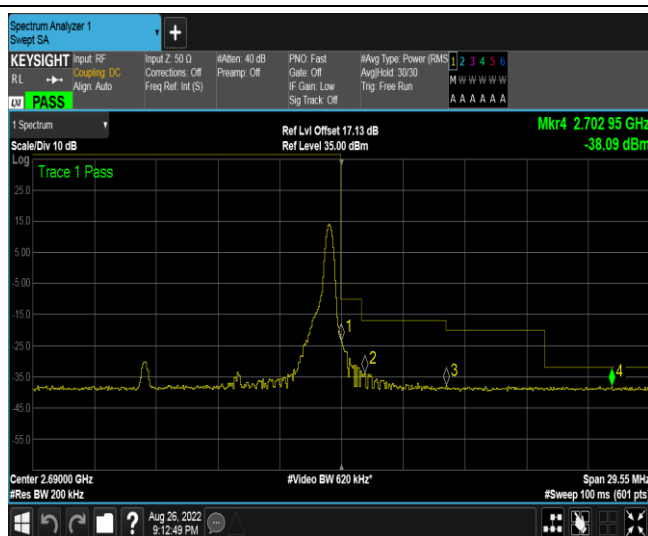 Spectrum Analyzer 1
Swept SA
+
KEYSIGHT
RL
LXI
PASS
Input: RF
Coupling: DC
Align: Auto
Input Z: 50 Ω
Corrections: Off
Freq Ref: Int (S)
#Atten: 40 dB
Preamp: Off
PNO: Fast
Gate: Off
IF Gain: Low
Sig Track: Off
#Avg Type: Power (RMS
Avg|Hold: 30/30
Trig: Free Run
1 2 3 4 5 6
M W W W W W
A A A A A A
1 Spectrum
Scale/Div 10 dB
Ref Lvl Offset 17.13 dB
Ref Level 35.00 dBm
Mkr4 2.702 95 GHz
-38.09 dBm
Log
Trace 1 Pass
25.0
15.0
5.00
-5.00
-15.0
-25.0
-35.0
-45.0
-55.0
1
2
3
4
Center 2.69000 GHz
#Res BW 200 kHz
#Video BW 620 kHz*
Span 29.55 MHz
#Sweep 100 ms (601 pts)
?
Aug 26, 2022
9:12:49 PM